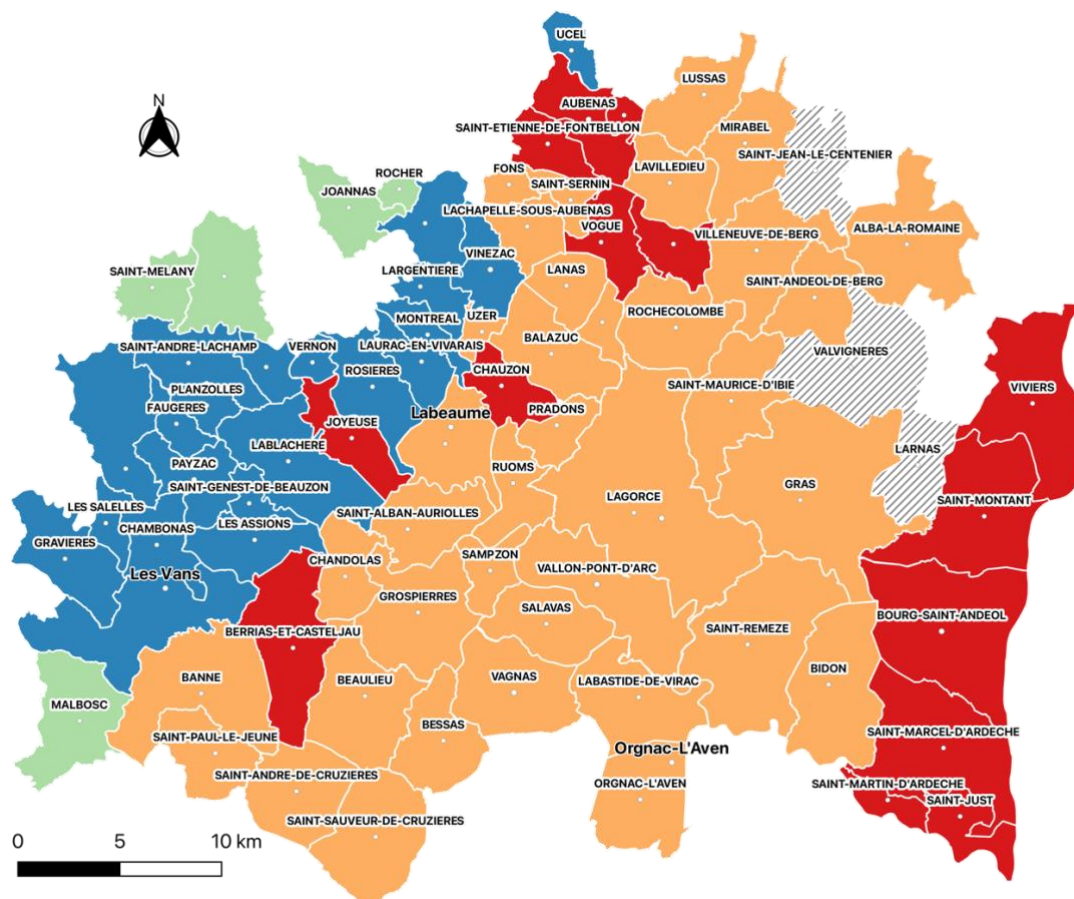 UCEL
LUSSAS
N
AUBENAS
SAINT-ETIENNE-DE-FONTBELLON
MIRABEL
SAINT-JEAN-LE-CENTENIER
ROCHER
JOANNAS
FONS
LAVILLEDIEU
SAINT-SERNIN
LACHAPELLE-SOUS-AUBENAS
VOGUE
VILLENEUVE-DE-BERG
ALBA-LA-ROMAINE
VINEZAC
SAINT-MELANY
LARGENTIERE
LANAS
SAINT-ANDEOL-DE-BERG
MONTREAL
UZER
ROCHECOLOMBE
BALAZUC
SAINT-ANDRE-LACHAMP
VERNON
LAURAC-EN-VIVARAIS
VALVIGNERES
ROSIERES
CHAUZON
SAINT-MAURICE-D'IBIE
VIVIERS
PLANZOLLES
FAUGERES
Labeaume
PRADONS
JOYEUSE
LABLACHERE
LARNAS
PAYZAC
RUOMS
GRAS
SAINT-GENEST-DE-BEAUZON
LAGORCE
SAINT-MONTANT
LES SALELLES
SAINT-ALBAN-AURIOLLES
CHAMBONAS
LES ASSIONS
GRAVIERES
SAMPZON
CHANDOLAS
Les Vans
VALLON-PONT-D'ARC
GROSPIERRES
SALAVAS
BOURG-SAINT-ANDEOL
BERRIAS-ET-CASTELJAU
SAINT-REMEZE
BIDON
BANNE
BEAULIEU
VAGNAS
LABASTIDE-DE-VIRAC
MALBOSC
BESSAS
SAINT-MARCEL-D'ARDECHE
SAINT-PAUL-LE-JEUNE
Orgnac-L'Aven
SAINT-ANDRE-DE-CRUZIERES
ORGNAC-L'AVEN
SAINT-MARTIN-D'ARDECHE
SAINT-JUST
SAINT-SAUVEUR-DE-CRUZIERES
0 5 10 km